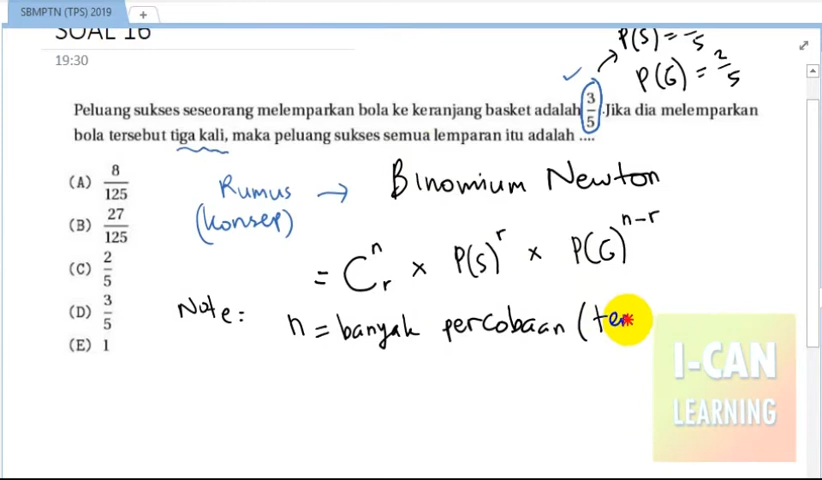 SBMPTN (TPS) 2019
+
SOAL 16
19:30
P(S) = 5
P(G) = 2/5
Peluang sukses seseorang melemparkan bola ke keranjang basket adalah 3/5. Jika dia melemparkan
bola tersebut tiga kali, maka peluang sukses semua lemparan itu adalah ....
(A) 8/125
(B) 27/125
(C) 2/5
(D) 3/5
(E) 1
Rumus → Binomium Newton
(konsep)
= C^n_r × P(S)^r × P(G)^{n-r}
Note: n = banyak percobaan (te
I-CAN
LEARNING